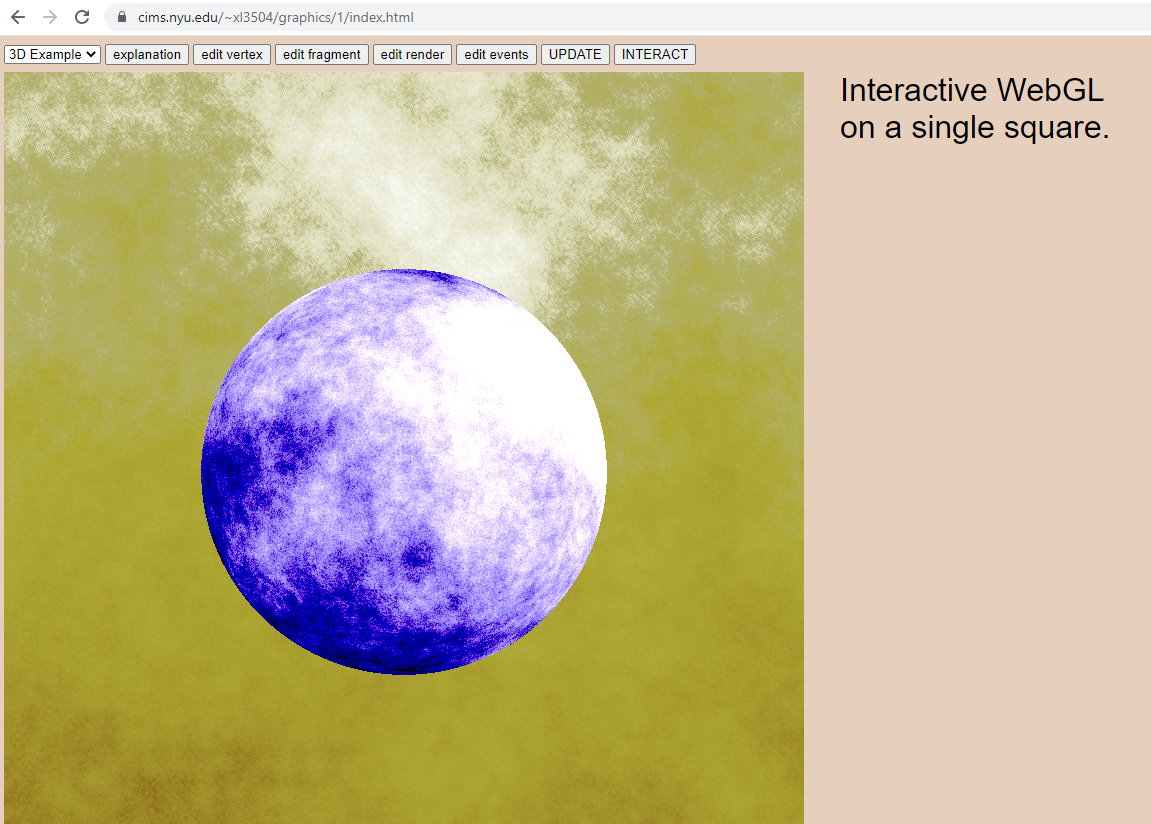 cims.nyu.edu/~xl3504/graphics/1/index.html
3D Example explanation edit vertex edit fragment edit render edit events UPDATE INTERACT
Interactive WebGL
on a single square.